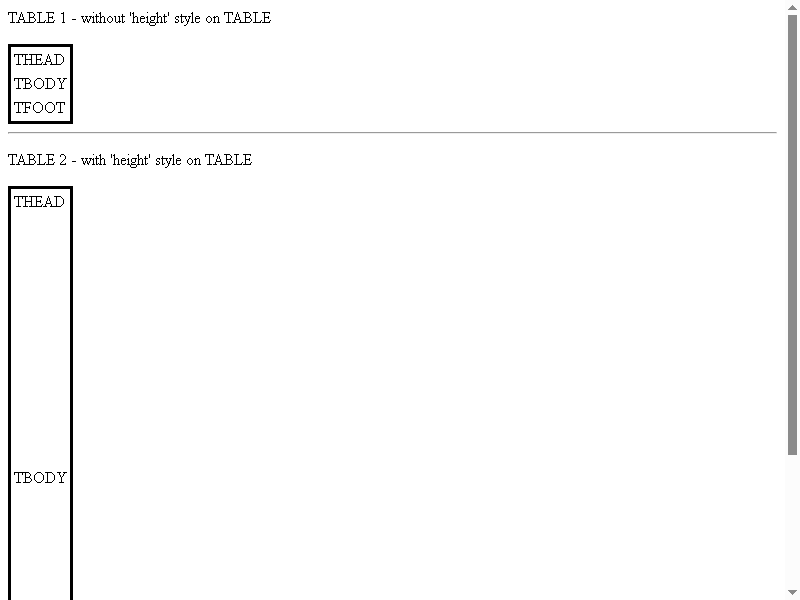 TABLE 1 - without 'height' style on TABLE
THEAD
TBODY
TFOOT
TABLE 2 - with 'height' style on TABLE
THEAD
TBODY